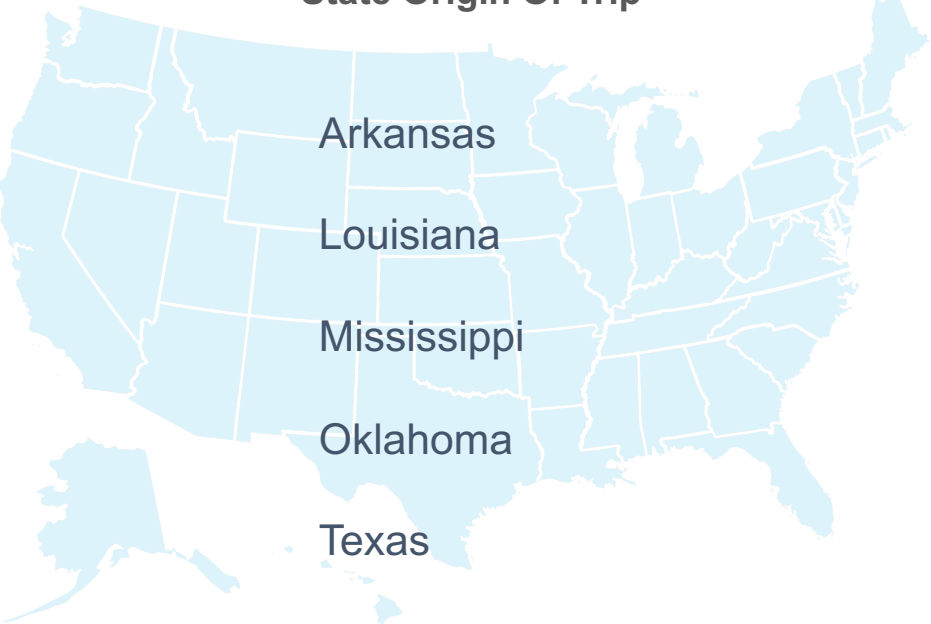 State Origin Of Trip
Arkansas
Louisiana
Mississippi
Oklahoma
Texas